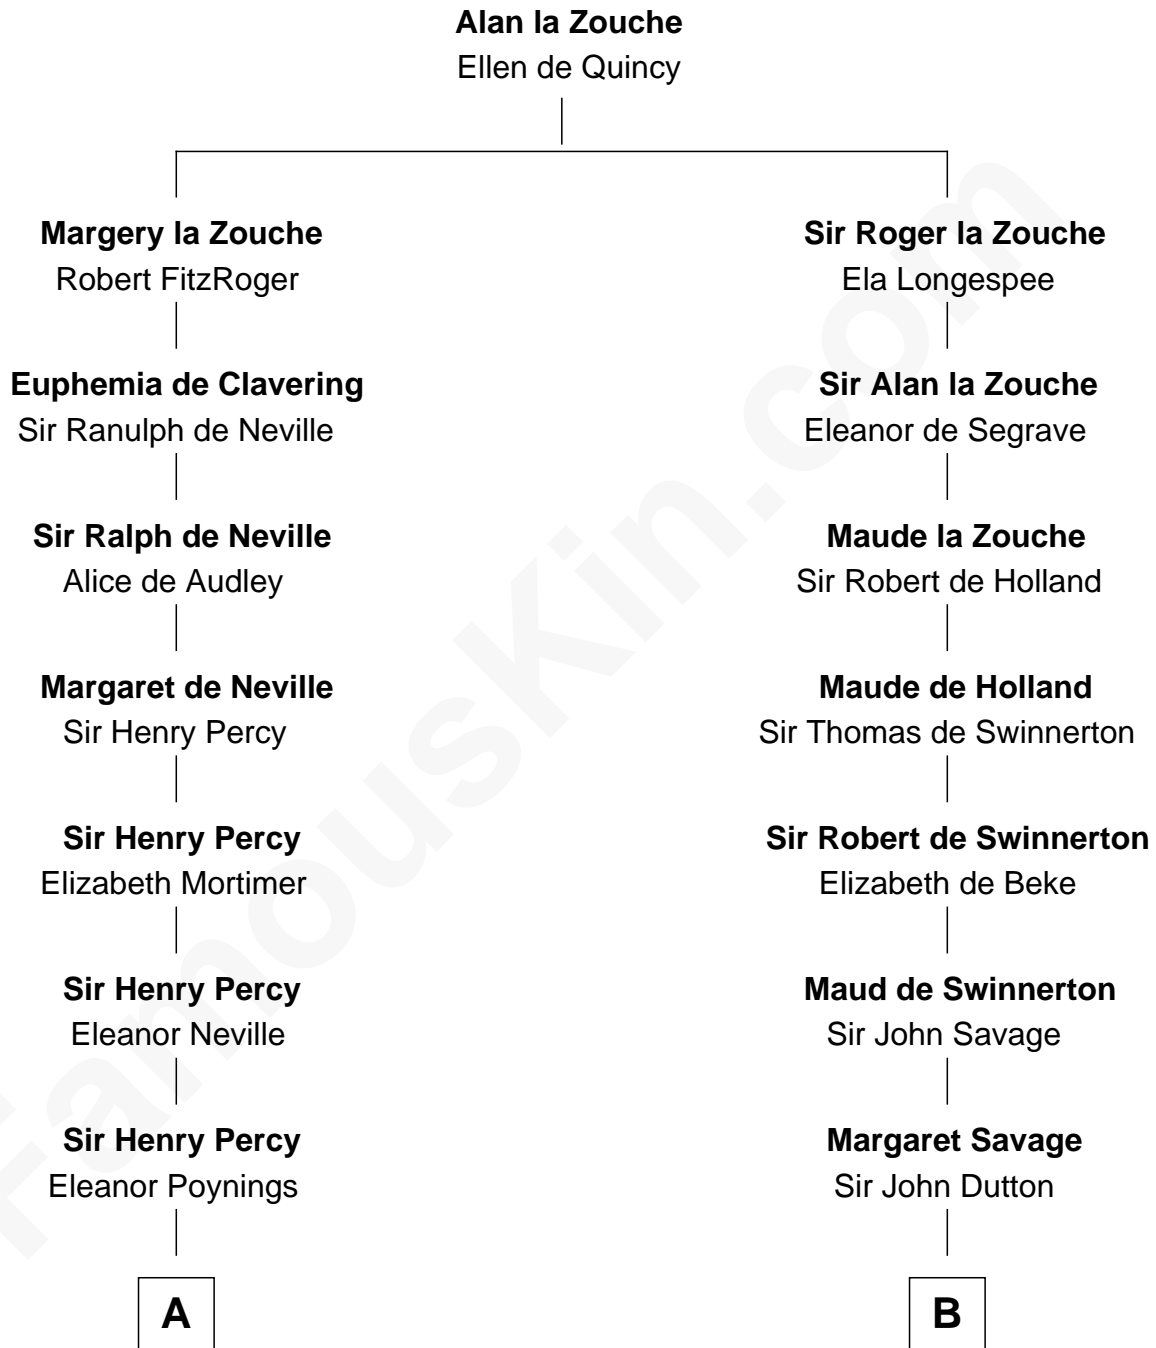 Alan la Zouche
Ellen de Quincy
Margery la Zouche
Robert FitzRoger
Sir Roger la Zouche
Ela Longespee
Euphemia de Clavering
Sir Ranulph de Neville
Sir Alan la Zouche
Eleanor de Segrave
Sir Ralph de Neville
Alice de Audley
Maude la Zouche
Sir Robert de Holland
Margaret de Neville
Sir Henry Percy
Maude de Holland
Sir Thomas de Swinnerton
Sir Henry Percy
Elizabeth Mortimer
Sir Robert de Swinnerton
Elizabeth de Beke
Sir Henry Percy
Eleanor Neville
Maud de Swinnerton
Sir John Savage
Sir Henry Percy
Eleanor Poynings
Margaret Savage
Sir John Dutton
A
B
FamousKin.com